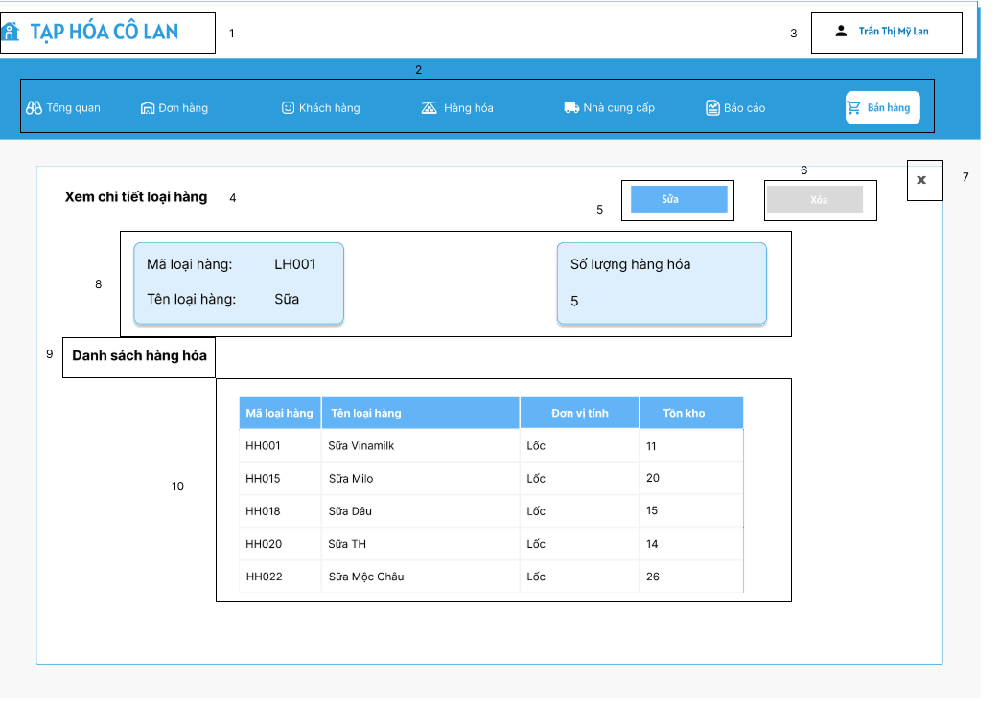 TẠP HÓA CÔ LAN 1 3 Trần Thị Mỹ Lan
2
Tổng quan Đơn hàng Khách hàng Hàng hóa Nhà cung cấp Báo cáo Bán hàng
6
x 7
Xem chi tiết loại hàng 4 5 Sửa Xóa
Mã loại hàng: LH001 Số lượng hàng hóa
8
Tên loại hàng: Sữa 5
9 Danh sách hàng hóa
Mã loại hàng Tên loại hàng Đơn vị tính Tồn kho
HH001 Sữa Vinamilk Lốc 11
HH015 Sữa Milo Lốc 20
10
HH018 Sữa Dâu Lốc 15
HH020 Sữa TH Lốc 14
HH022 Sữa Mộc Châu Lốc 26